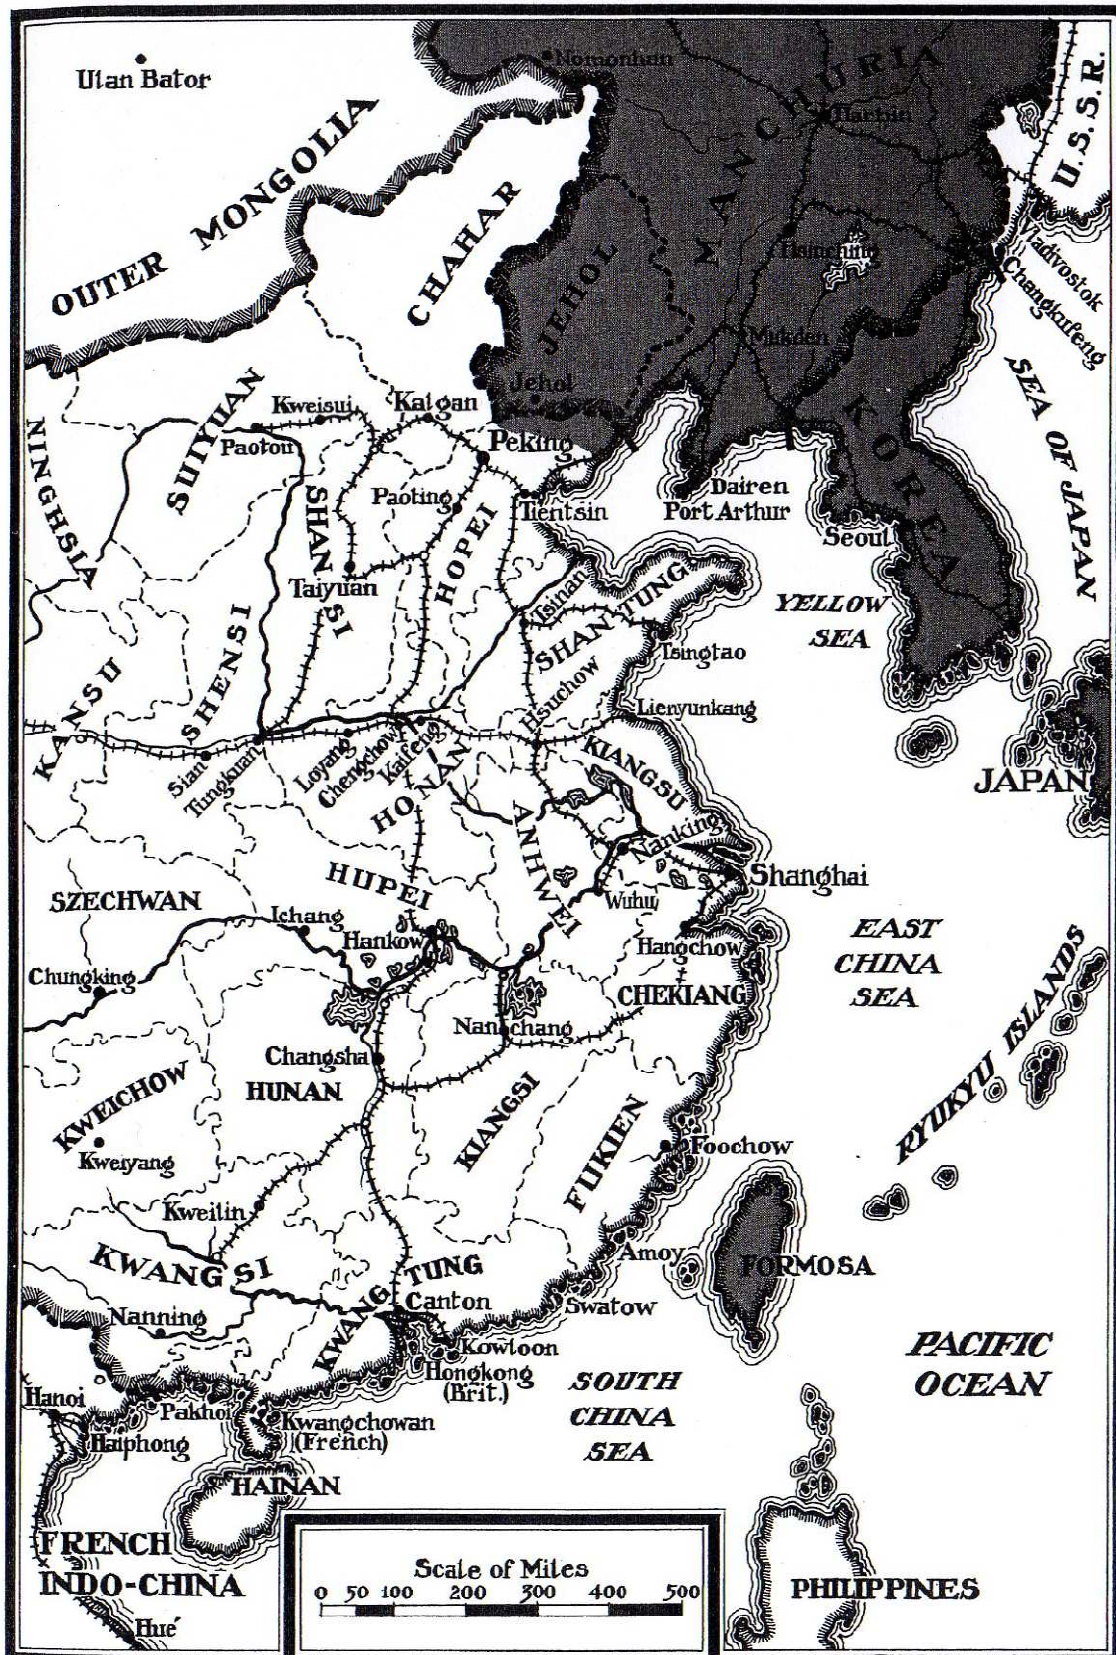 Ulan Bator
Nomonhan
MANCHURIA
Harbin
U.S.S.R.
OUTER MONGOLIA
CHAHAR
JEHOL
Hsinching
Vladivostok
Changkufeng
Mukden
SEA OF JAPAN
Jehol
NINGHSIA
SUIYUAN
Kweisui
Kalgan
Paotou
Peking
KOREA
SHANSI
Paoting
HOPEI
Tientsin
Dairen
Port Arthur
Seoul
Taiyuan
Tsinan
SHANTUNG
YELLOW
SEA
Tsingtao
KANSU
SHENSI
Hsuchow
Lienyunkang
Sian
Tungkuan
Loyang
Chengchow
Kaifeng
HONAN
KIANGSU
JAPAN
ANHWEI
Nanking
Shanghai
SZECHWAN
HUPEI
Wuhu
Ichang
Hankow
Hangchow
EAST
CHINA
SEA
Chungking
CHEKIANG
RYUKYU ISLANDS
Nanchang
Changsha
HUNAN
KWEICHOW
KIANGSI
FUKIEN
Kweiyang
Foochow
Kweilin
KWANGSI
Amoy
FORMOSA
KWANGTUNG
Canton
Swatow
Nanning
Kowloon
Hongkong
(Brit.)
PACIFIC
OCEAN
SOUTH
CHINA
SEA
Hanoi
Pakhoi
Kwangchowan
(French)
Haiphong
HAINAN
FRENCH
INDO-CHINA
Hué
Scale of Miles
0 50 100 200 300 400 500
PHILIPPINES